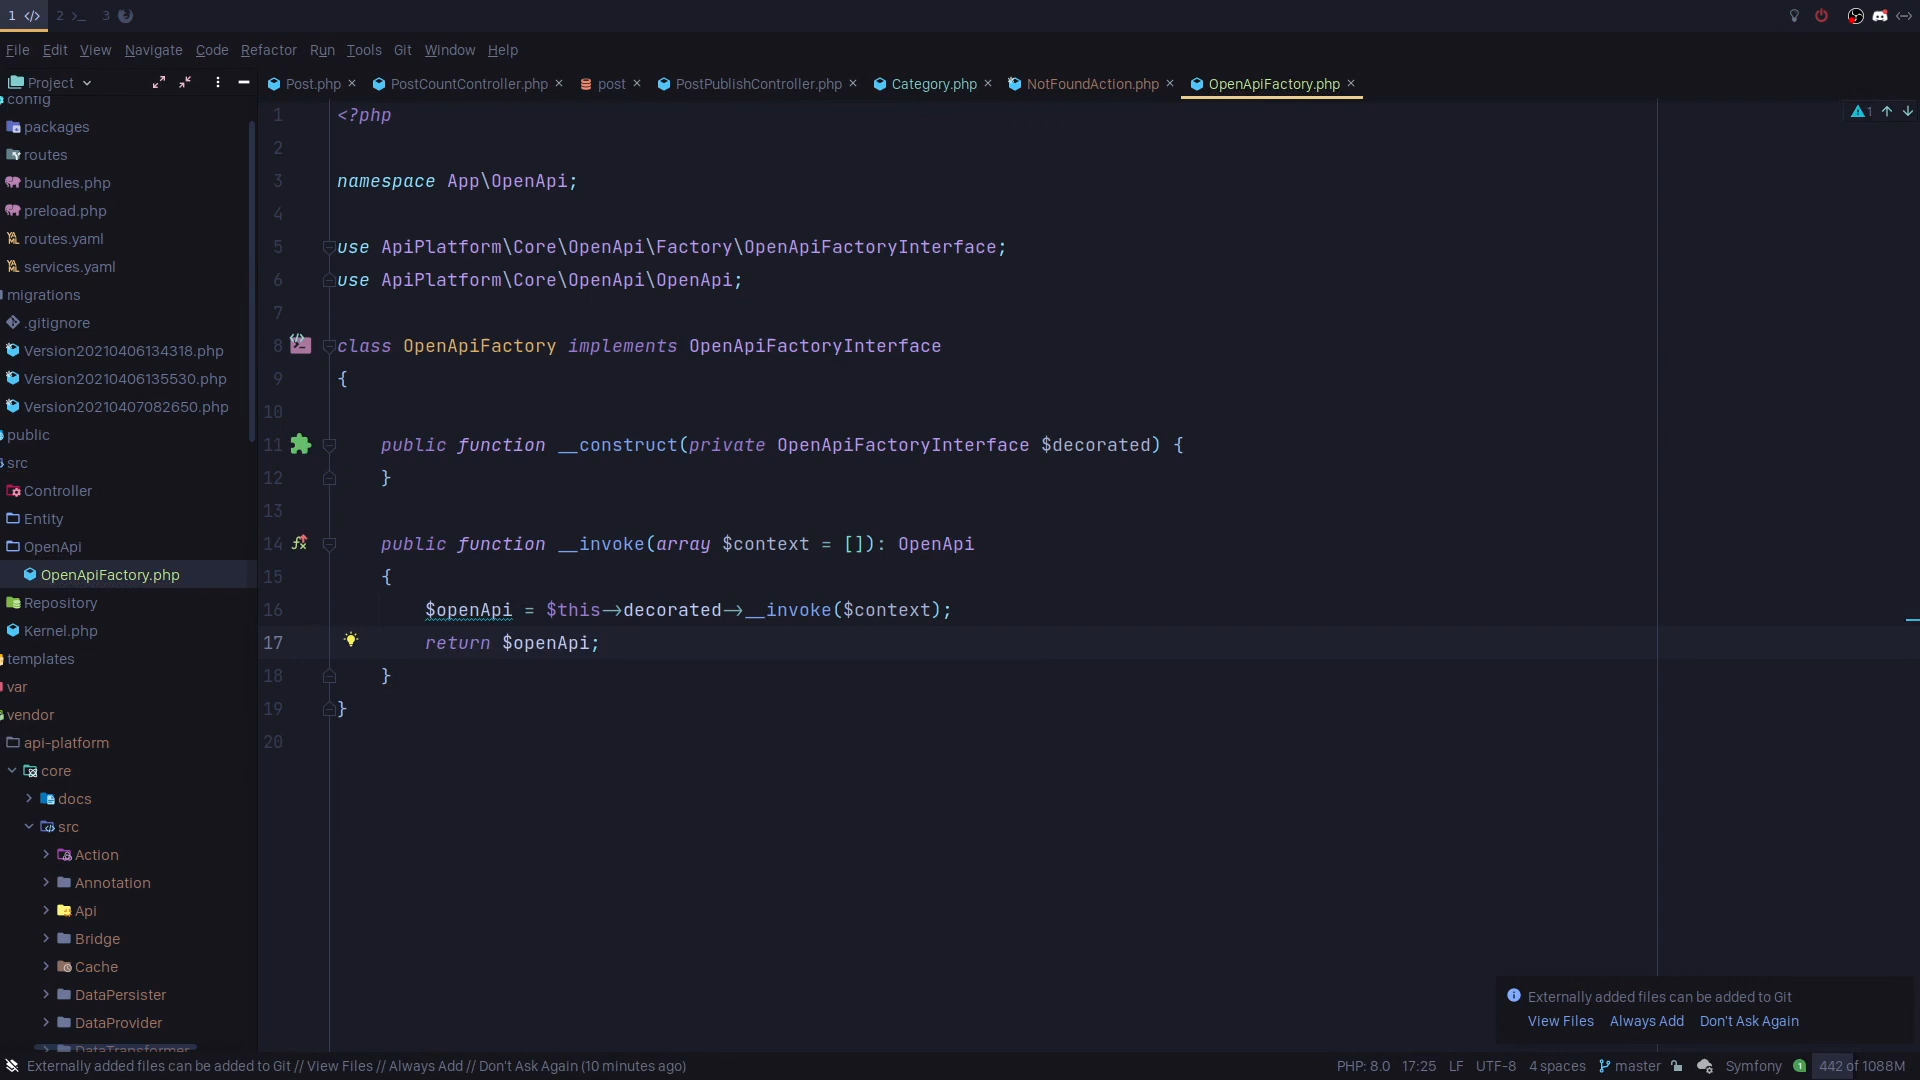 1 </> 2 >_ 3
File Edit View Navigate Code Refactor Run Tools Git Window Help
Project
Post.php × PostCountController.php × post × PostPublishController.php × Category.php × NotFoundAction.php × OpenApiFactory.php ×
config
packages
routes
bundles.php
preload.php
routes.yaml
services.yaml
migrations
.gitignore
Version20210406134318.php
Version20210406135530.php
Version20210407082650.php
public
src
Controller
Entity
OpenApi
OpenApiFactory.php
Repository
Kernel.php
templates
var
vendor
api-platform
core
docs
src
Action
Annotation
Api
Bridge
Cache
DataPersister
DataProvider
DataTransformer
1 <?php
2
3 namespace App\OpenApi;
4
5 use ApiPlatform\Core\OpenApi\Factory\OpenApiFactoryInterface;
6 use ApiPlatform\Core\OpenApi\OpenApi;
7
8 class OpenApiFactory implements OpenApiFactoryInterface
9 {
10
11 public function __construct(private OpenApiFactoryInterface $decorated) {
12 }
13
14 public function __invoke(array $context = []): OpenApi
15 {
16 $openApi = $this->decorated->__invoke($context);
17 return $openApi;
18 }
19 }
20
1
Externally added files can be added to Git
View Files Always Add Don't Ask Again
Externally added files can be added to Git // View Files // Always Add // Don't Ask Again (10 minutes ago)
PHP: 8.0 17:25 LF UTF-8 4 spaces master Symfony 1 442 of 1088M